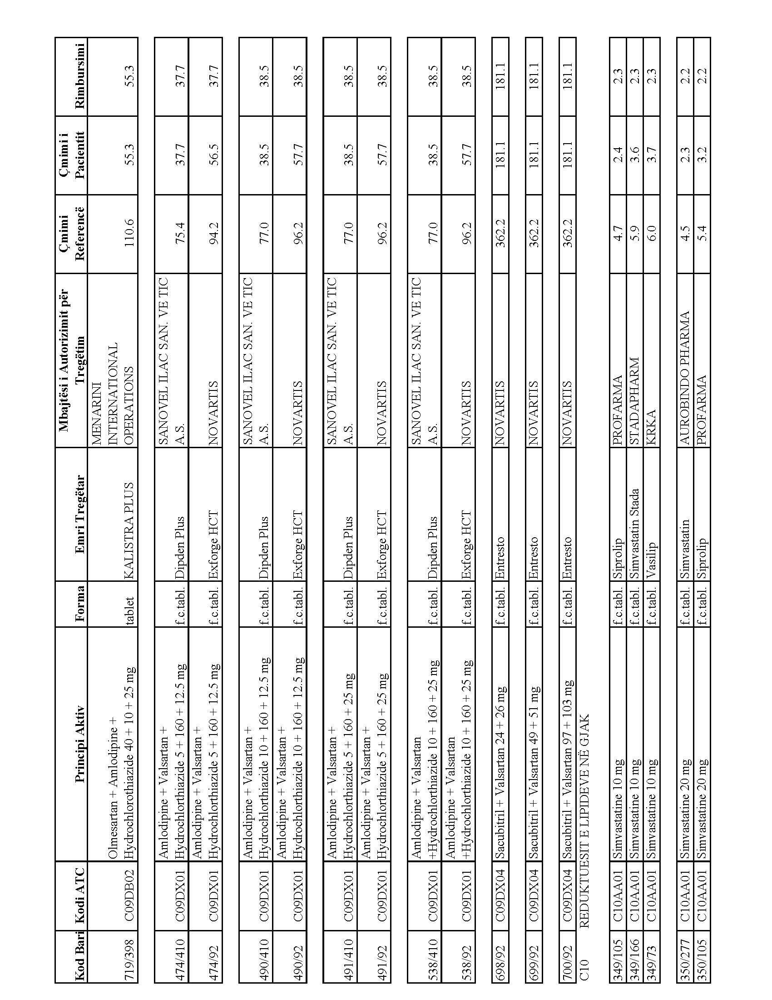 Kod Bari Kodi ATC Principi Aktiv Forma Emri Tregëtar Mbajtësi i Autorizimit për Tregëtim Çmimi Referencë Çmimi i Pacientit Rimbursimi
719/398 C09DB02 Olmesartan + Amlodipine + Hydrochlorothiazide 40 + 10 + 25 mg tablet KALISTRA PLUS MENARINI INTERNATIONAL OPERATIONS 110.6 55.3 55.3
474/410 C09DX01 Amlodipine + Valsartan + Hydrochlorthiazide 5 + 160 + 12.5 mg f.c.tabl. Dipden Plus SANOVEL ILAC SAN. VE TIC A.S. 75.4 37.7 37.7
474/92 C09DX01 Amlodipine + Valsartan + Hydrochlorthiazide 5 + 160 + 12.5 mg f.c.tabl. Exforge HCT NOVARTIS 94.2 56.5 37.7
490/410 C09DX01 Amlodipine + Valsartan + Hydrochlorthiazide 10 + 160 + 12.5 mg f.c.tabl. Dipden Plus SANOVEL ILAC SAN. VE TIC A.S. 77.0 38.5 38.5
490/92 C09DX01 Amlodipine + Valsartan + Hydrochlorthiazide 10 + 160 + 12.5 mg f.c.tabl. Exforge HCT NOVARTIS 96.2 57.7 38.5
491/410 C09DX01 Amlodipine + Valsartan + Hydrochlorthiazide 5 + 160 + 25 mg f.c.tabl. Dipden Plus SANOVEL ILAC SAN. VE TIC A.S. 77.0 38.5 38.5
491/92 C09DX01 Amlodipine + Valsartan + Hydrochlorthiazide 5 + 160 + 25 mg f.c.tabl. Exforge HCT NOVARTIS 96.2 57.7 38.5
538/410 C09DX01 Amlodipine + Valsartan +Hydrochlorthiazide 10 + 160 + 25 mg f.c.tabl. Dipden Plus SANOVEL ILAC SAN. VE TIC A.S. 77.0 38.5 38.5
538/92 C09DX01 Amlodipine + Valsartan +Hydrochlorthiazide 10 + 160 + 25 mg f.c.tabl. Exforge HCT NOVARTIS 96.2 57.7 38.5
698/92 C09DX04 Sacubitril + Valsartan 24 + 26 mg f.c.tabl. Entresto NOVARTIS 362.2 181.1 181.1
699/92 C09DX04 Sacubitril + Valsartan 49 + 51 mg f.c.tabl. Entresto NOVARTIS 362.2 181.1 181.1
700/92 C09DX04 Sacubitril + Valsartan 97 + 103 mg f.c.tabl. Entresto NOVARTIS 362.2 181.1 181.1
C10 REDUKTUESIT E LIPIDEVE NË GJAK
349/105 C10AA01 Simvastatine 10 mg f.c.tabl. Siprolip PROFARMA 4.7 2.4 2.3
349/166 C10AA01 Simvastatine 10 mg f.c.tabl. Simvastatin Stada STADAPHARM 5.9 3.6 2.3
349/73 C10AA01 Simvastatine 10 mg f.c.tabl. Vasilip KRKA 6.0 3.7 2.3
350/277 C10AA01 Simvastatine 20 mg f.c.tabl. Simvastatin AUROBINDO PHARMA 4.5 2.3 2.2
350/105 C10AA01 Simvastatine 20 mg f.c.tabl. Siprolip PROFARMA 5.4 3.2 2.2